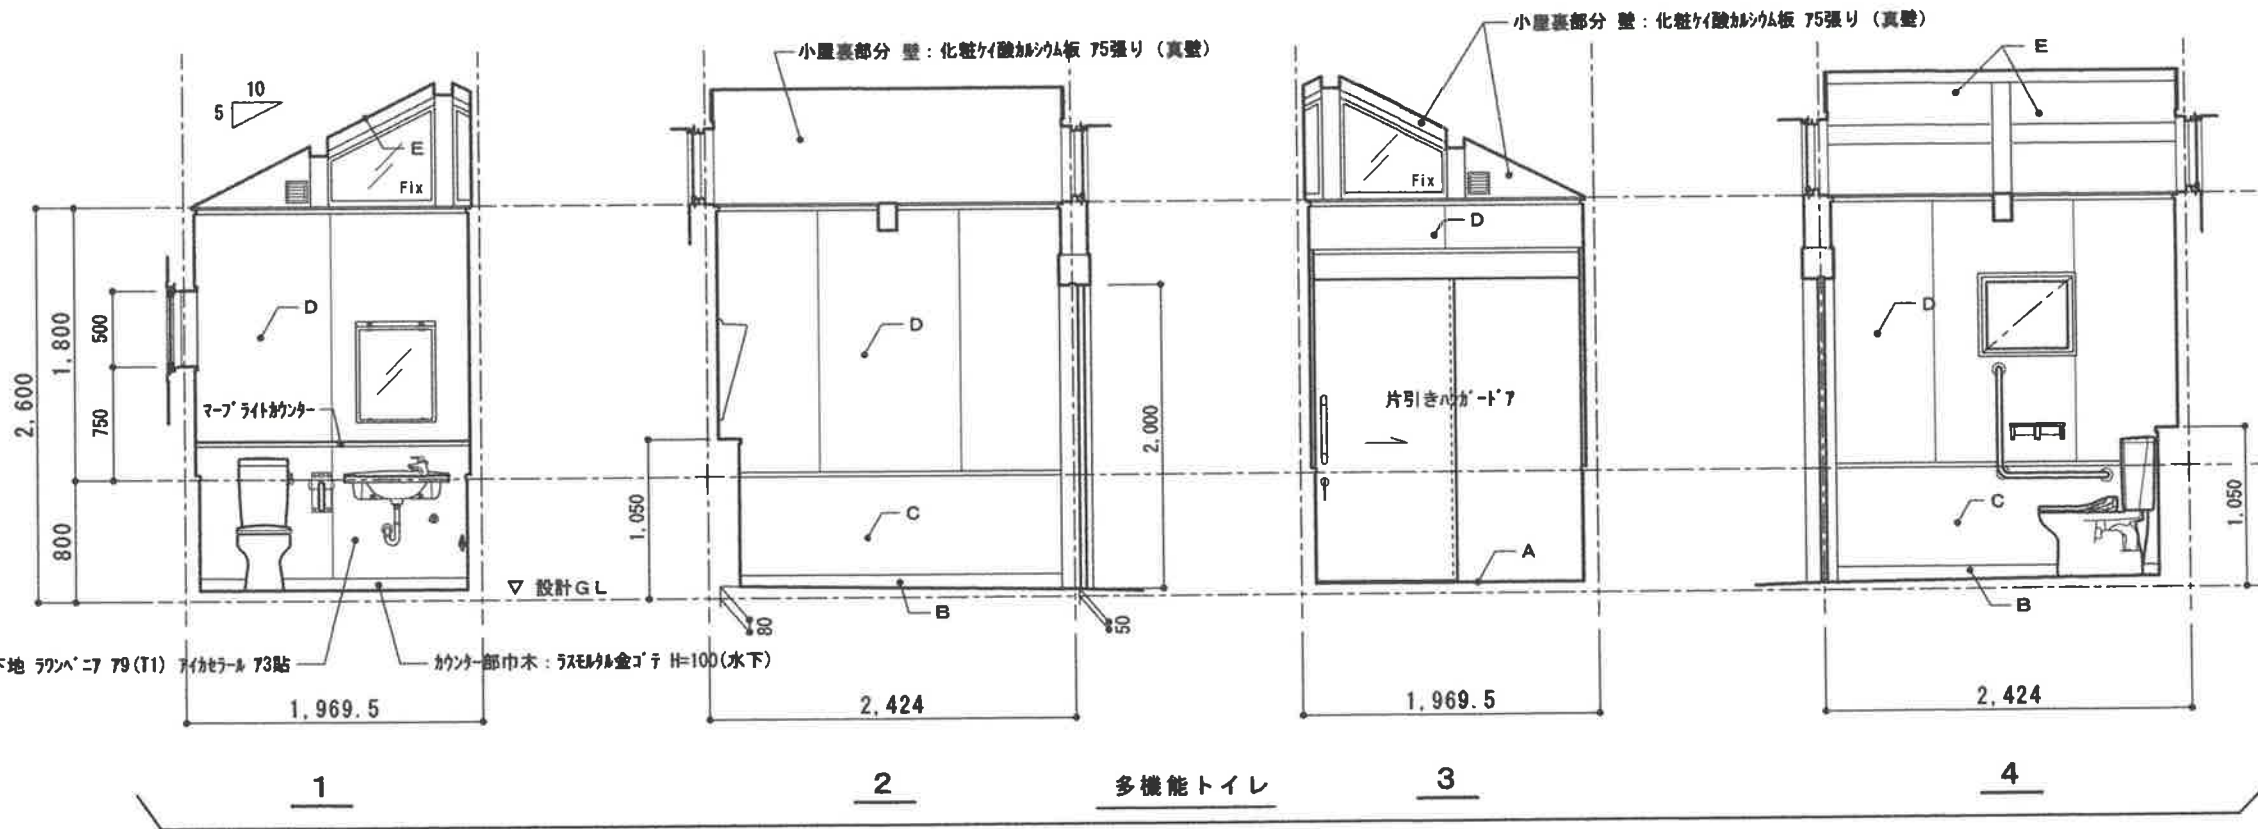 小屋裏部分 壁：化粧ケイ酸カルシウム板 ア5張り (真壁)
小屋裏部分 壁：化粧ケイ酸カルシウム板 ア5張り (真壁)
10
5
E
Fix
D
マーブライトカウンター
2,600
1,800
800
500
750
下地 ラワンベニア ア9(T1) アイカセラール ア3貼
カウンター部巾木：ラスモルタル金ゴテ H=100(水下)
1,969.5
▽ 設計GL
D
C
B
1,050
2,000
80
50
2,424
Fix
D
片引きハンガードア
A
1,969.5
E
D
C
B
1,050
2,424
1
2
多機能トイレ
3
4